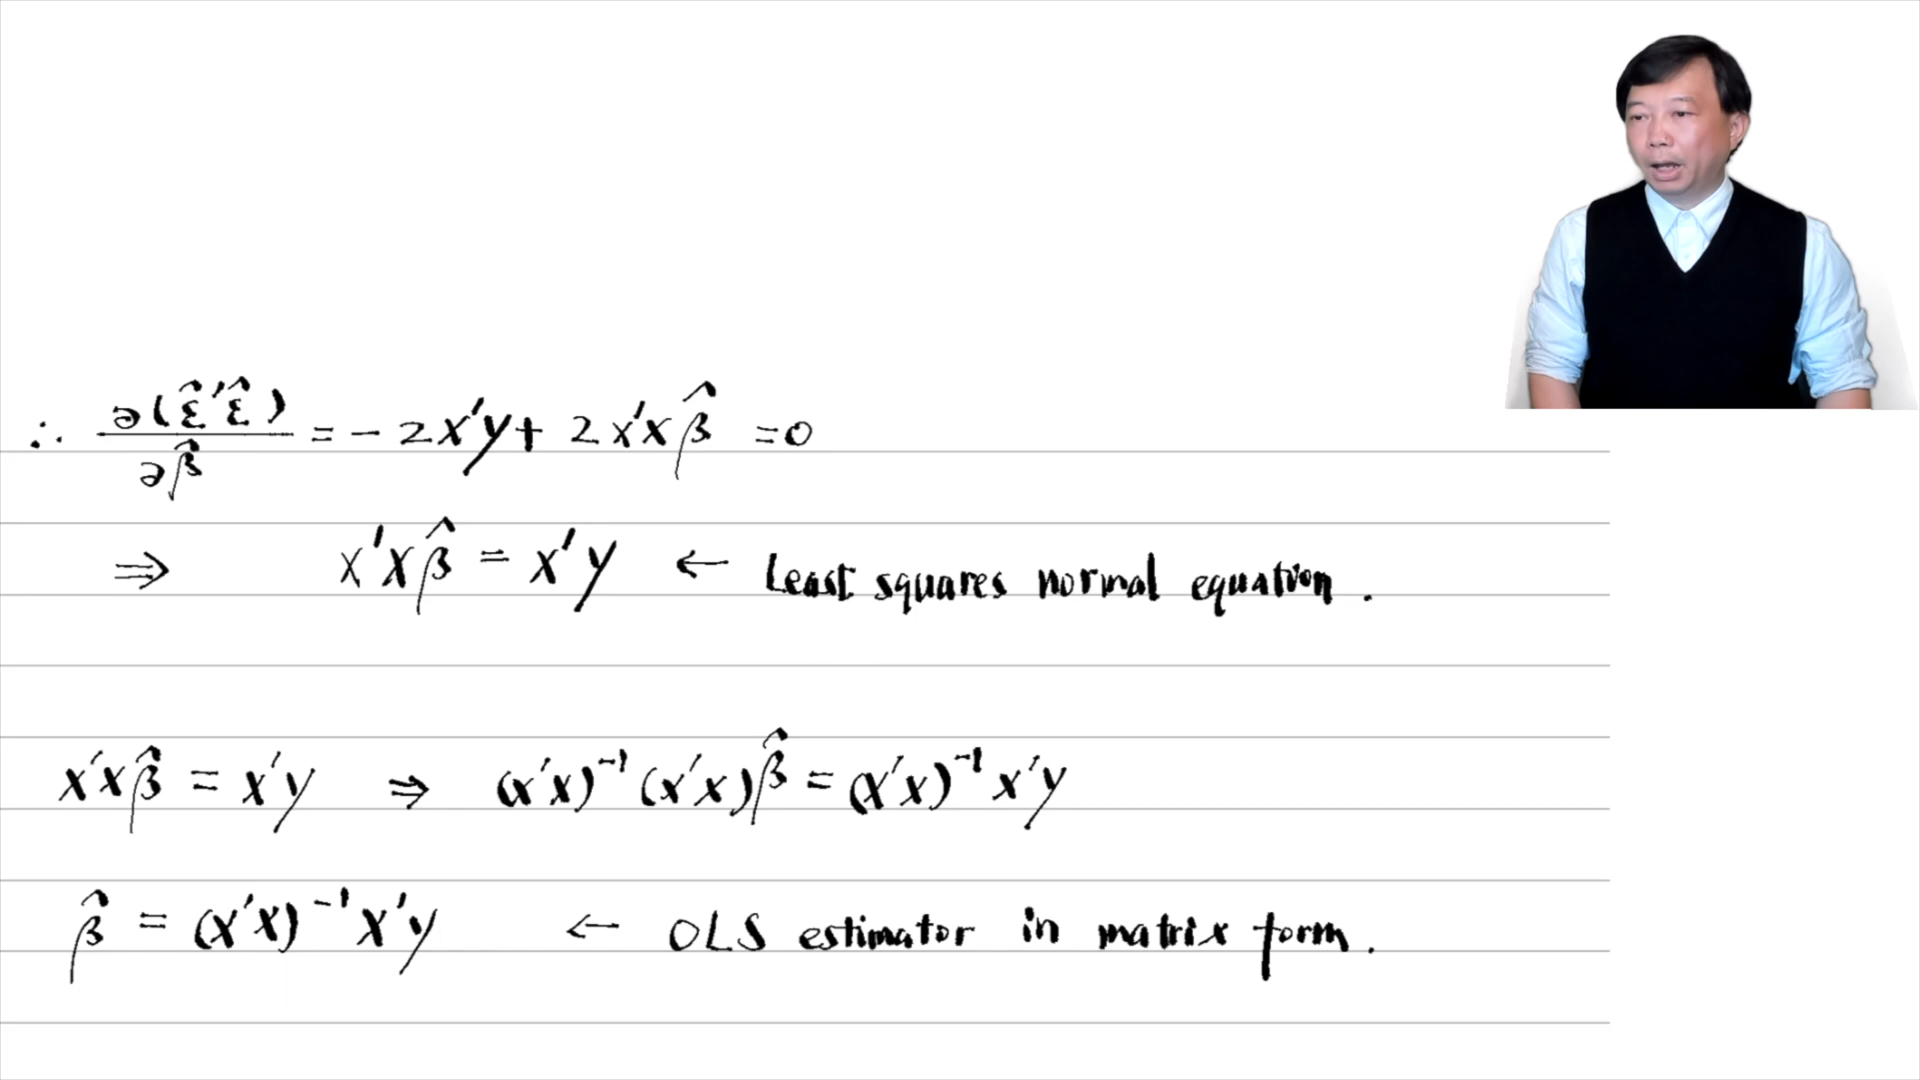 ∴ ∂(ε̂'ε̂)/∂β̂ = - 2x'y + 2x'xβ̂ = 0
⇒ x'xβ̂ = x'y ← Least squares normal equation.
x'xβ̂ = x'y ⇒ (x'x)⁻¹(x'x)β̂ = (x'x)⁻¹x'y
β̂ = (x'x)⁻¹x'y ← OLS estimator in matrix form.